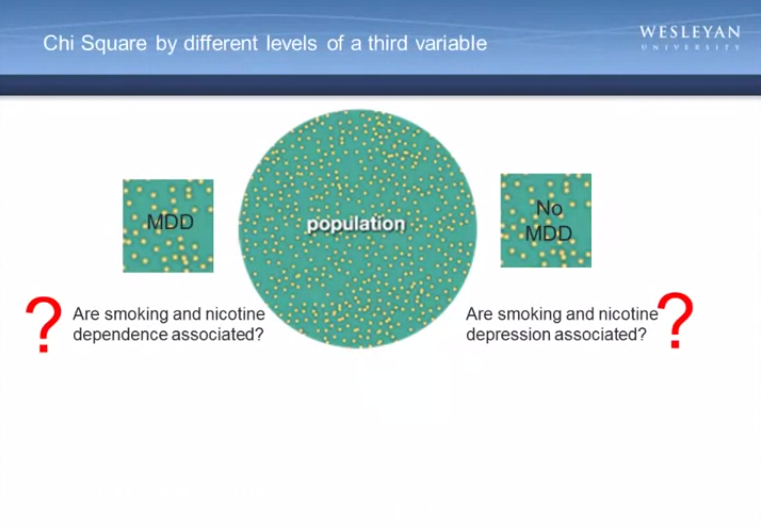 Chi Square by different levels of a third variable
WESLEYAN
UNIVERSITY
MDD
population
No
MDD
? Are smoking and nicotine
dependence associated?
Are smoking and nicotine ?
depression associated?